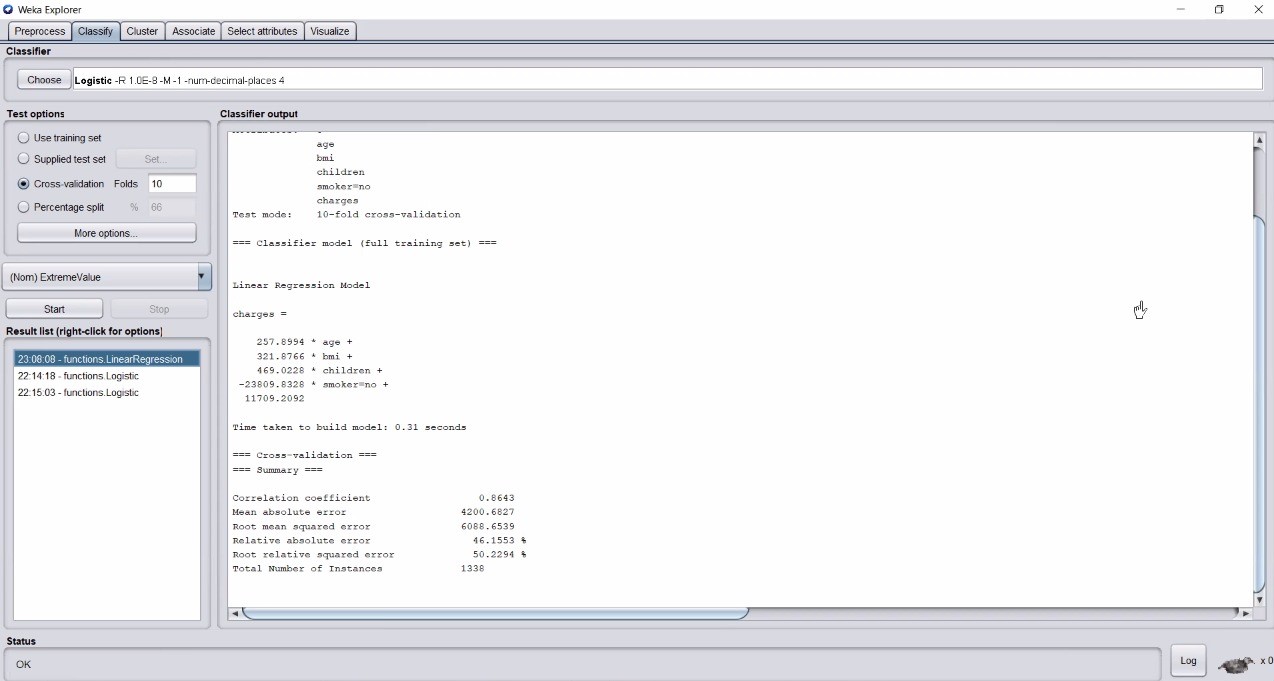 Weka Explorer
Preprocess Classify Cluster Associate Select attributes Visualize
Classifier
Choose Logistic -R 1.0E-8 -M -1 -num-decimal-places 4
Test options
Use training set
Supplied test set Set...
Cross-validation Folds 10
Percentage split % 66
More options...
(Nom) ExtremeValue
Start Stop
Result list (right-click for options)
23:08:08 - functions.LinearRegression
22:14:18 - functions.Logistic
22:15:03 - functions.Logistic
Classifier output
age
bmi
children
smoker=no
charges
Test mode: 10-fold cross-validation
=== Classifier model (full training set) ===
Linear Regression Model
charges =
257.8994 * age +
321.8766 * bmi +
469.0228 * children +
-23809.8328 * smoker=no +
11709.2092
Time taken to build model: 0.31 seconds
=== Cross-validation ===
=== Summary ===
Correlation coefficient 0.8643
Mean absolute error 4200.6827
Root mean squared error 6088.6539
Relative absolute error 46.1553 %
Root relative squared error 50.2294 %
Total Number of Instances 1338
Status
OK
Log x 0